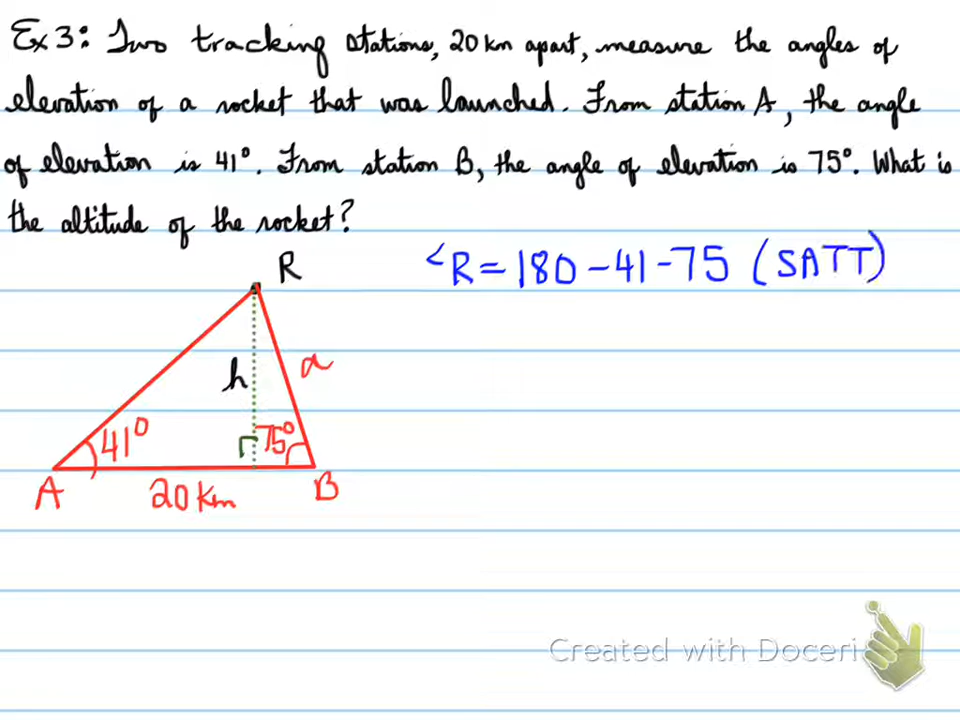 Ex 3: Two tracking stations, 20 km apart, measure the angles of
elevation of a rocket that was launched. From station A, the angle
of elevation is 41°. From station B, the angle of elevation is 75°. What is
the altitude of the rocket?
<R = 180 - 41 - 75 (SATT)
R
h
a
41°
75°
A
20 km
B
Created with Doceri